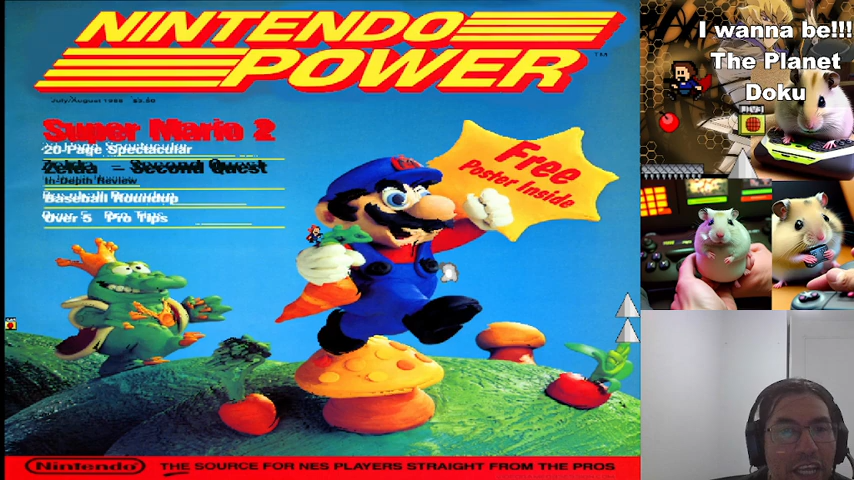 NINTENDO
POWER
TM
July/August 1988 $3.50
Super Mario 2
20 Page Spectacular
Zelda – Second Quest
In-Depth Review
Baseball Roundup
Over 5 Pro Tips
Free
Poster Inside
Nintendo
THE SOURCE FOR NES PLAYERS STRAIGHT FROM THE PROS
I wanna be!!!
The Planet
Doku